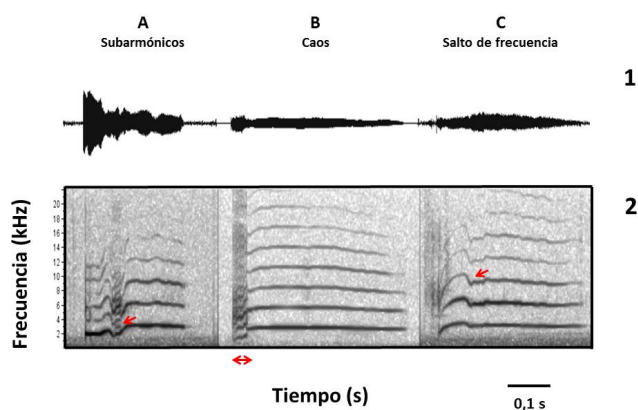 A B C
Subarmónicos Caos Salto de frecuencia
1
2
Frecuencia (kHz)
20
18
16
14
12
10
8
6
4
2
Tiempo (s)
0,1 s